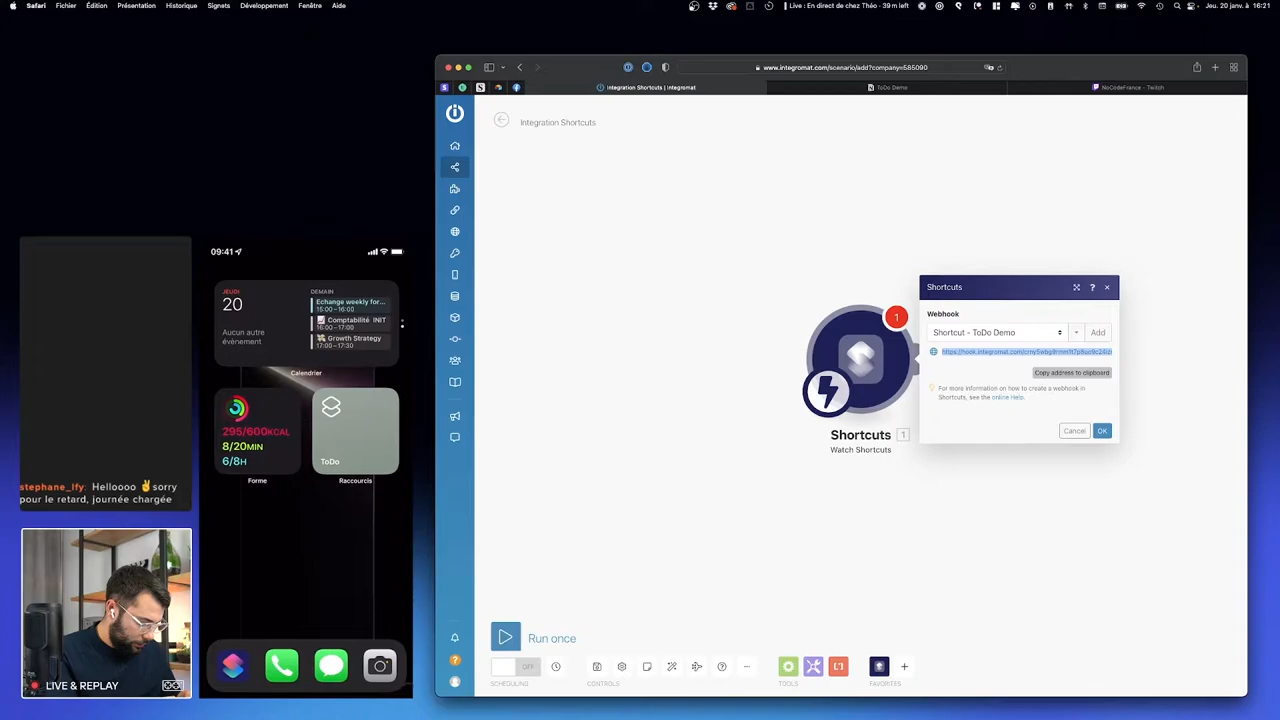 Safari Fichier Édition Présentation Historique Signets Développement Fenêtre Aide
Live : En direct de chez Théo · 39 m left
Jeu. 20 janv. à 16:21
www.integromat.com/scenario/add?company=585090
Integration Shortcuts | Integromat
ToDo Demo
NoCodeFrance - Twitch
Integration Shortcuts
09:41
JEUDI
20
Aucun autre
évènement
DEMAIN
Echange weekly for...
15:00–16:00
Comptabilité INIT
16:00–17:00
Growth Strategy
17:00–17:30
Calendrier
295/600KCAL
8/20MIN
6/8H
Forme
ToDo
Raccourcis
stephane_lfy: Helloooo ✌️sorry
pour le retard, journée chargée
LIVE & REPLAY
1
Shortcuts 1
Watch Shortcuts
Shortcuts
Webhook
Shortcut - ToDo Demo
Add
Copy address to clipboard
For more information on how to create a webhook in
Shortcuts, see the online Help.
Cancel
OK
Run once
OFF
SCHEDULING
CONTROLS
TOOLS
FAVORITES